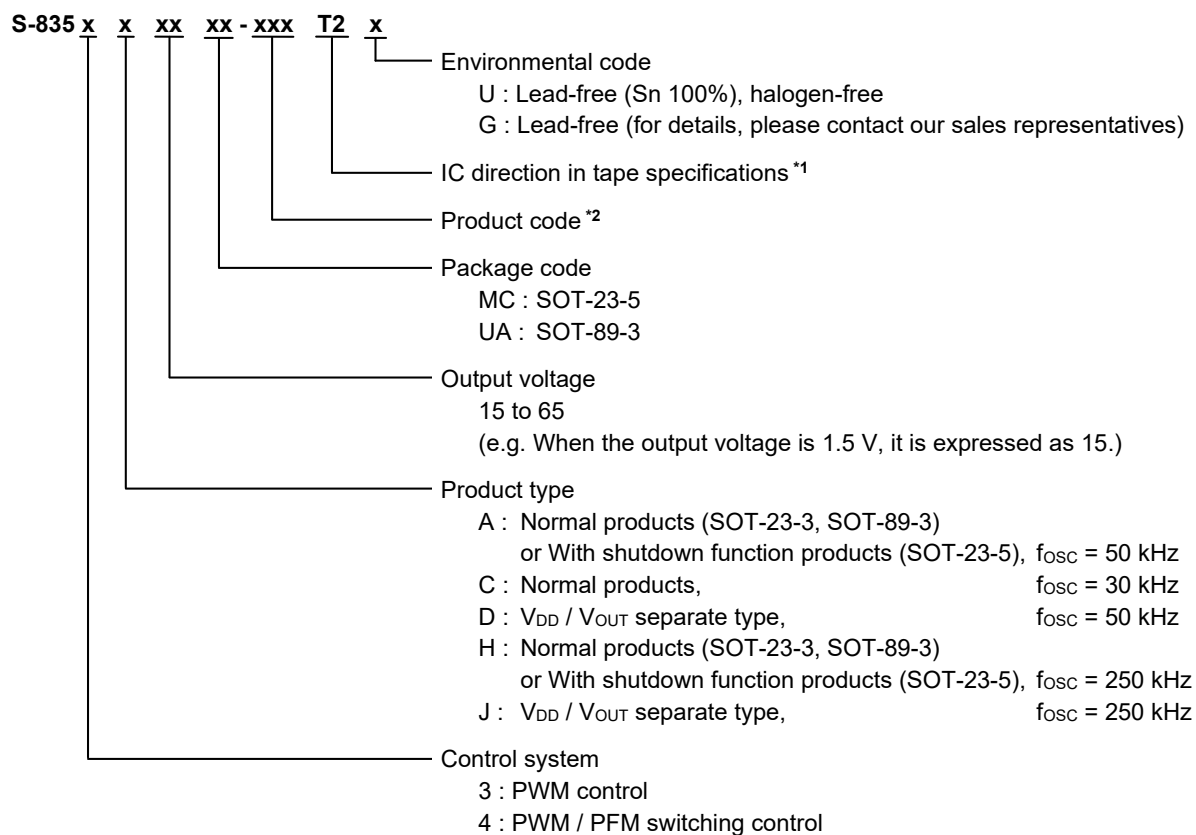 S-835 x x xx xx - xxx T2 x
Environmental code
U : Lead-free (Sn 100%), halogen-free
G : Lead-free (for details, please contact our sales representatives)
IC direction in tape specifications *1
Product code *2
Package code
MC : SOT-23-5
UA : SOT-89-3
Output voltage
15 to 65
(e.g. When the output voltage is 1.5 V, it is expressed as 15.)
Product type
A : Normal products (SOT-23-3, SOT-89-3)
or With shutdown function products (SOT-23-5), fOSC = 50 kHz
C : Normal products, fOSC = 30 kHz
D : VDD / VOUT separate type, fOSC = 50 kHz
H : Normal products (SOT-23-3, SOT-89-3)
or With shutdown function products (SOT-23-5), fOSC = 250 kHz
J : VDD / VOUT separate type, fOSC = 250 kHz
Control system
3 : PWM control
4 : PWM / PFM switching control